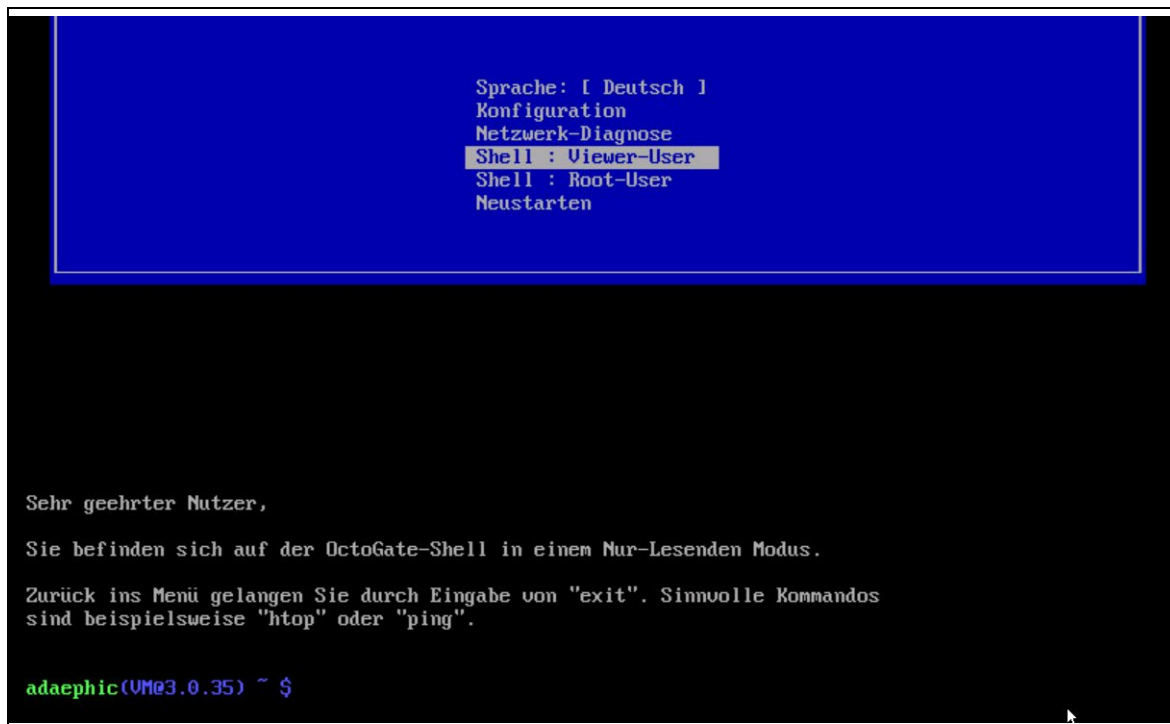 Sprache: [ Deutsch ]
Konfiguration
Netzwerk-Diagnose
Shell : Viewer-User
Shell : Root-User
Neustarten
Sehr geehrter Nutzer,
Sie befinden sich auf der OctoGate-Shell in einem Nur-Lesenden Modus.
Zurück ins Menü gelangen Sie durch Eingabe von "exit". Sinnvolle Kommandos
sind beispielsweise "htop" oder "ping".
adaephic(VM@3.0.35) ~ $